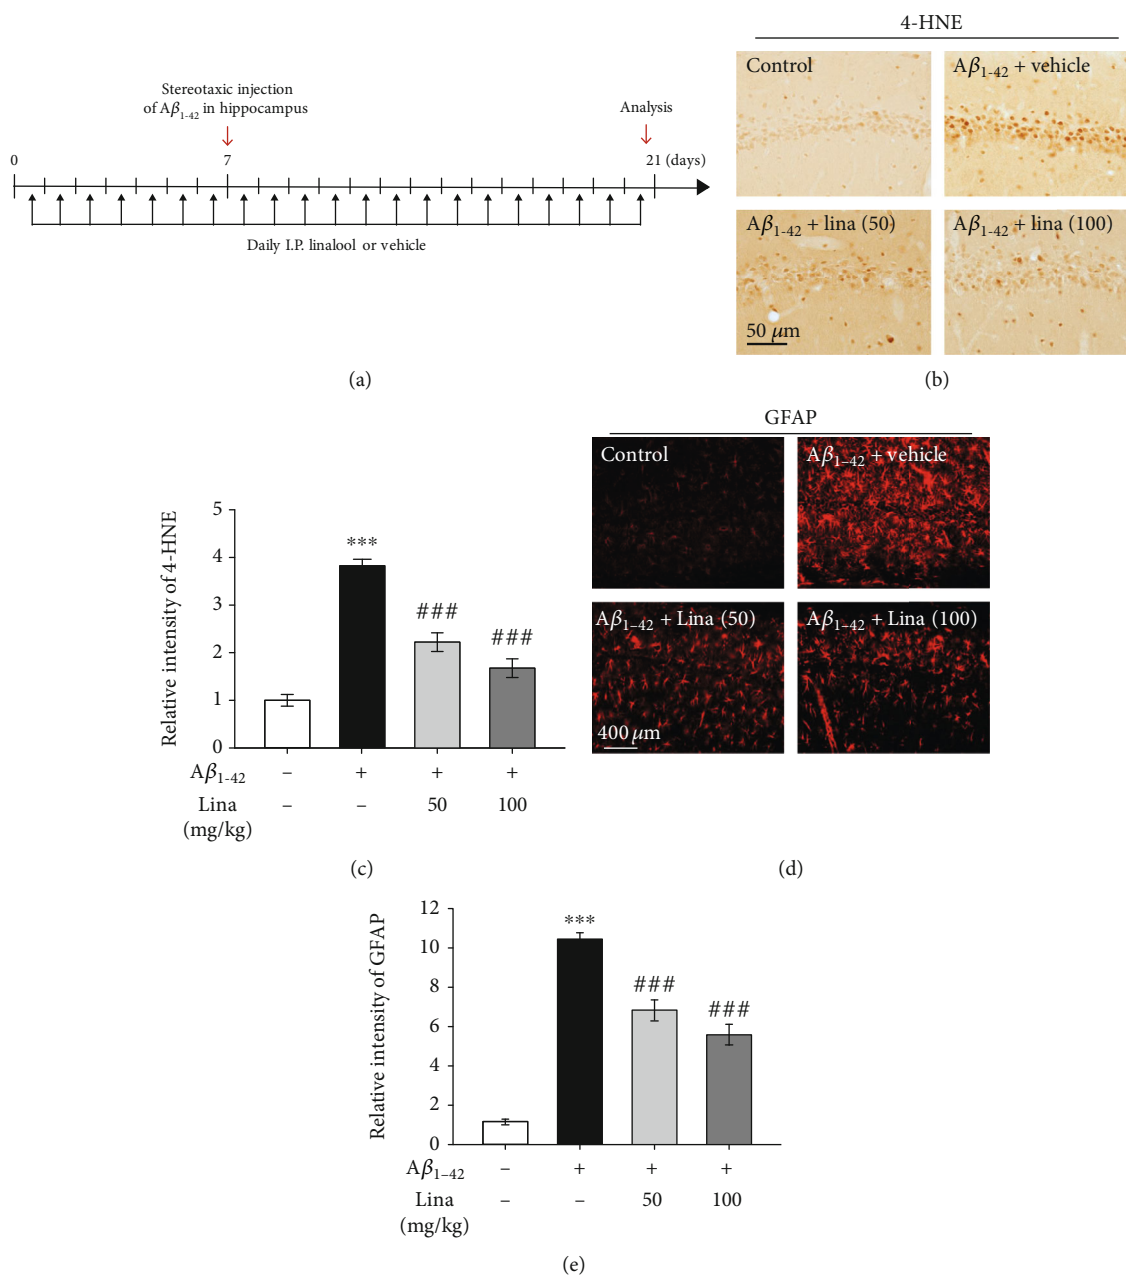 Stereotaxic injection
of Aβ1-42 in hippocampus
Analysis
0
7
21 (days)
Daily I.P. linalool or vehicle
(a)
4-HNE
Control
Aβ1-42 + vehicle
Aβ1-42 + lina (50)
Aβ1-42 + lina (100)
50 μm
(b)
Relative intensity of 4-HNE
5
4
3
2
1
0
***
###
###
Aβ1-42 – + + +
Lina – – 50 100
(mg/kg)
(c)
GFAP
Control
Aβ1–42 + vehicle
Aβ1–42 + Lina (50)
Aβ1–42 + Lina (100)
400 μm
(d)
Relative intensity of GFAP
12
10
8
6
4
2
0
***
###
###
Aβ1–42 – + + +
Lina – – 50 100
(mg/kg)
(e)